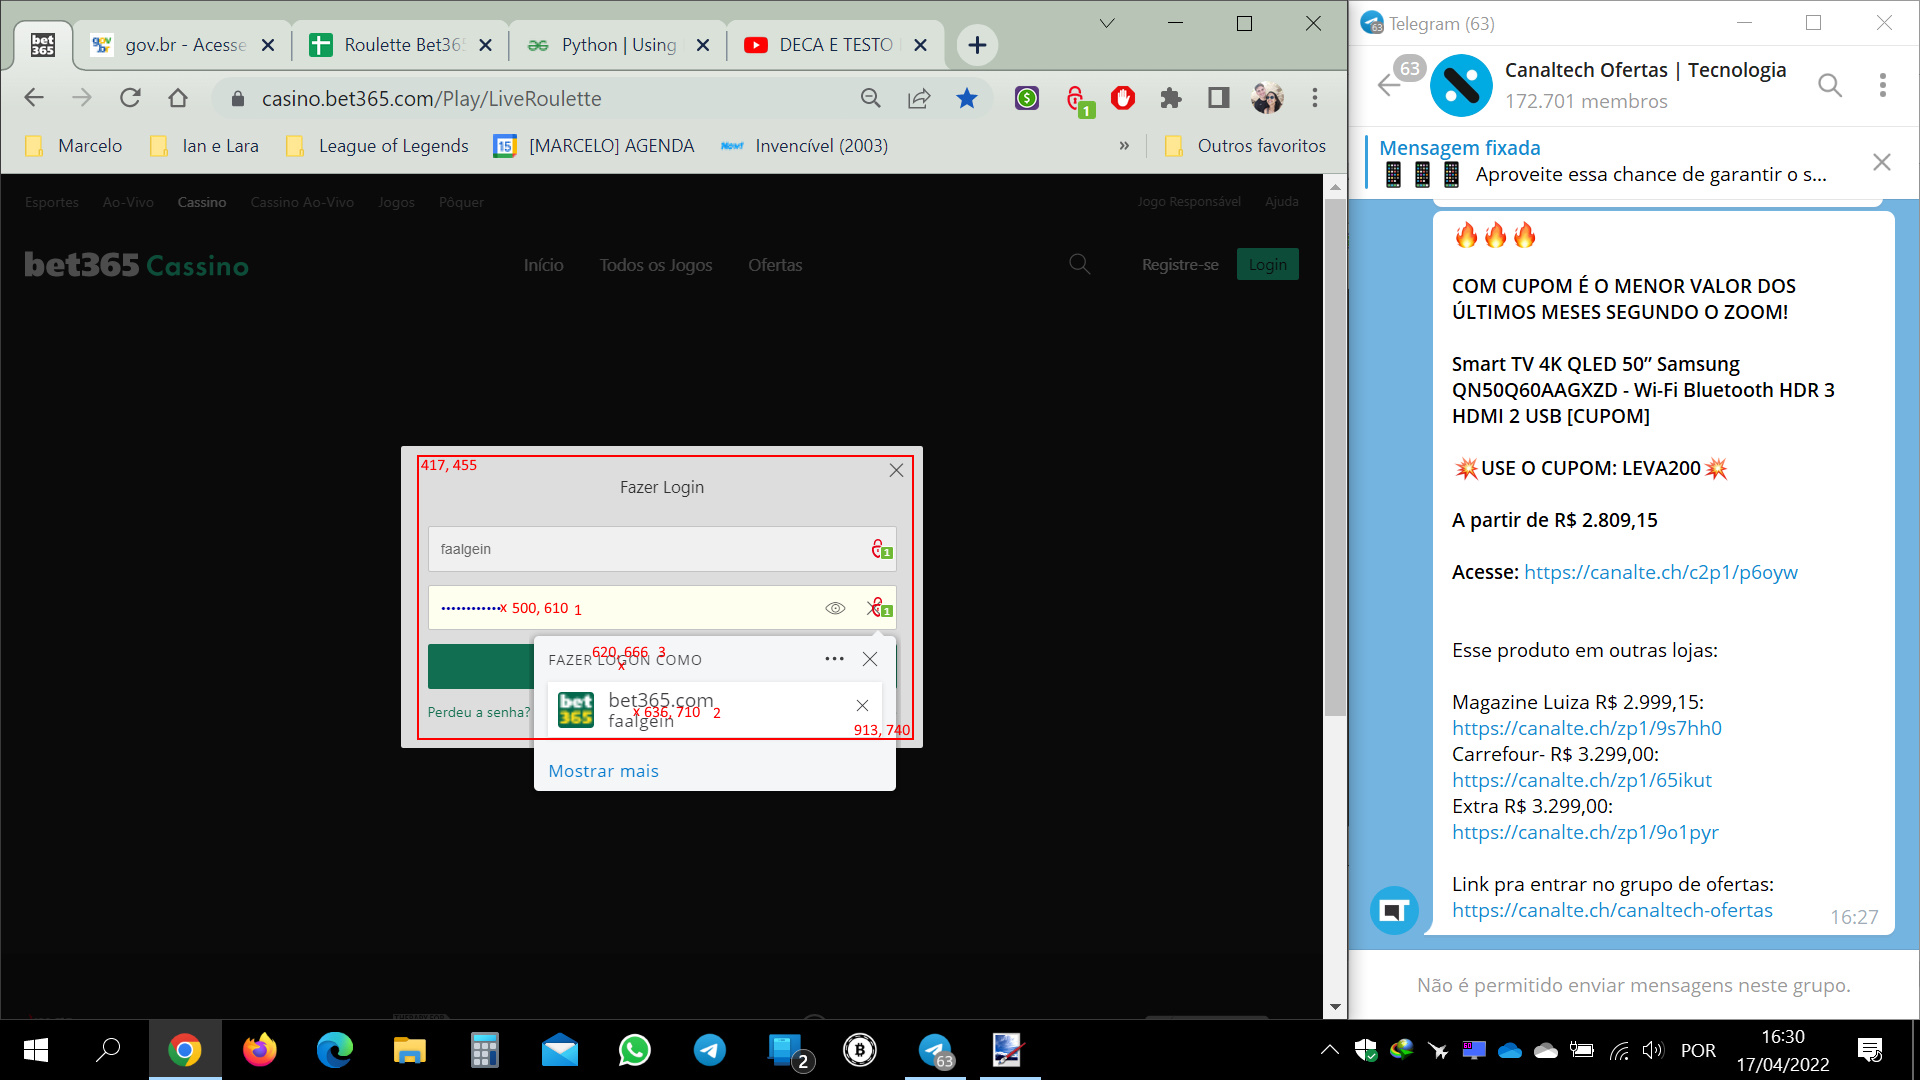 bet
365
gov.br - Acesse
Roulette Bet365
Python | Using
DECA E TESTO
casino.bet365.com/Play/LiveRoulette
1
Marcelo
Ian e Lara
League of Legends
15
[MARCELO] AGENDA
Now!
Invencível (2003)
»
Outros favoritos
Esportes
Ao-Vivo
Cassino
Cassino Ao-Vivo
Jogos
Pôquer
Jogo Responsável
Ajuda
bet365 Cassino
Início
Todos os Jogos
Ofertas
Registre-se
Login
417, 455
Fazer Login
faalgein
1
x 500, 610 1
1
620, 666 3
x
FAZER LOGON COMO
bet
365
bet365.com
faalgein
x 636, 710 2
Perdeu a senha?
913, 740
Mostrar mais
Telegram (63)
63
Canaltech Ofertas | Tecnologia
172.701 membros
Mensagem fixada
Aproveite essa chance de garantir o s...
COM CUPOM É O MENOR VALOR DOS
ÚLTIMOS MESES SEGUNDO O ZOOM!
Smart TV 4K QLED 50” Samsung
QN50Q60AAGXZD - Wi-Fi Bluetooth HDR 3
HDMI 2 USB [CUPOM]
💥USE O CUPOM: LEVA200💥
A partir de R$ 2.809,15
Acesse: https://canalte.ch/c2p1/p6oyw
Esse produto em outras lojas:
Magazine Luiza R$ 2.999,15:
https://canalte.ch/zp1/9s7hh0
Carrefour- R$ 3.299,00:
https://canalte.ch/zp1/65ikut
Extra R$ 3.299,00:
https://canalte.ch/zp1/9o1pyr
Link pra entrar no grupo de ofertas:
https://canalte.ch/canaltech-ofertas
16:27
Não é permitido enviar mensagens neste grupo.
2
63
POR
16:30
17/04/2022